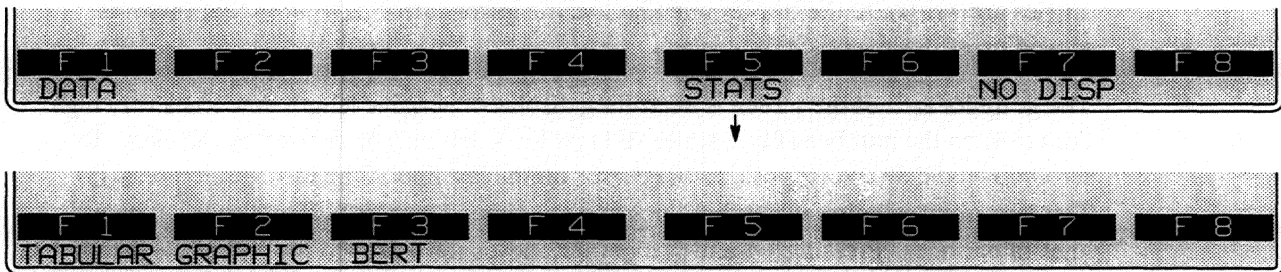 F 1 F 2 F 3 F 4 F 5 F 6 F 7 F 8
DATA STATS NO DISP
F 1 F 2 F 3 F 4 F 5 F 6 F 7 F 8
TABULAR GRAPHIC BERT